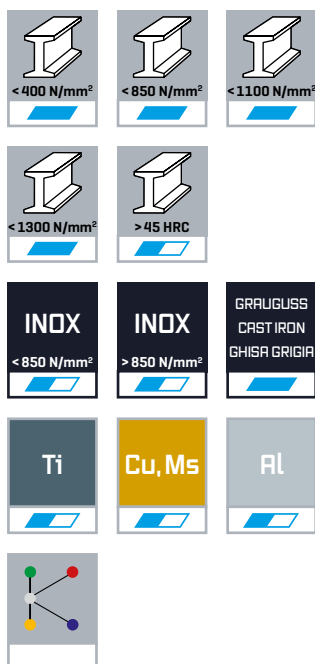 <400 N/mm²
<850 N/mm²
<1100 N/mm²
<1300 N/mm²
>45 HRC
INOX
<850 N/mm²
INOX
>850 N/mm²
GRAUGUSS
CAST IRON
GHISA GRIGIA
Ti
Cu, Ms
Al